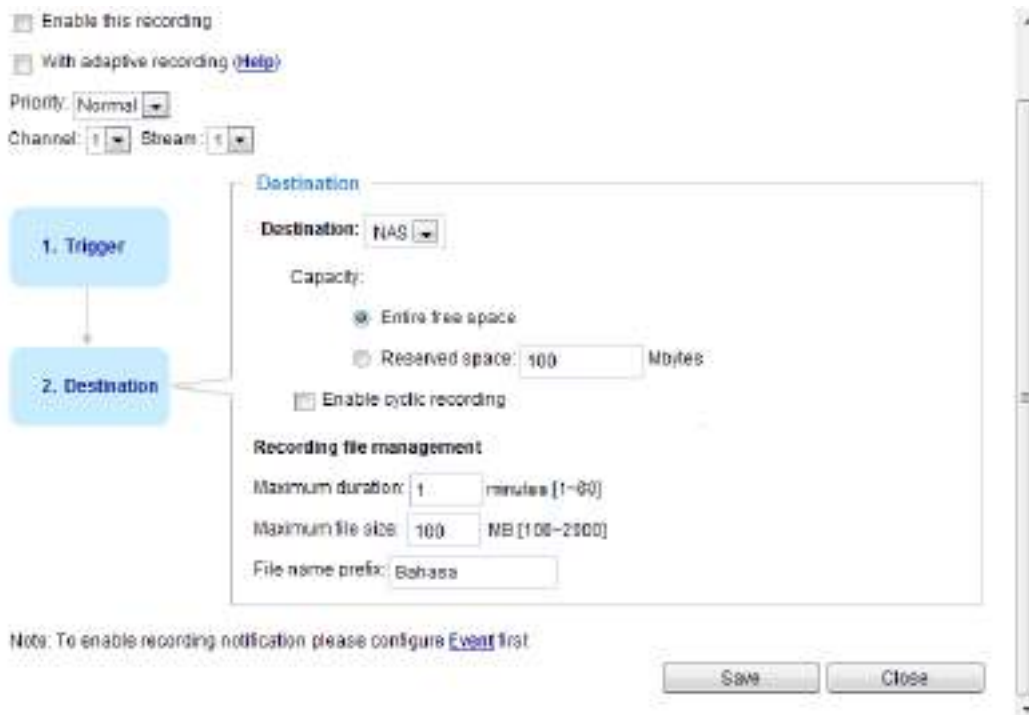 Enable this recording
With adaptive recording (Help)
Priority: Normal
Channel: 1 Stream: 1
Destination
Destination: NAS
1. Trigger
Capacity:
Entire free space
Reserved space: 100 Mbytes
2. Destination
Enable cyclic recording
Recording file management
Maximum duration: 1 minutes [1~60]
Maximum file size: 100 MB [100~2000]
File name prefix: Bahasa
Note: To enable recording notification please configure Event first
Save Close